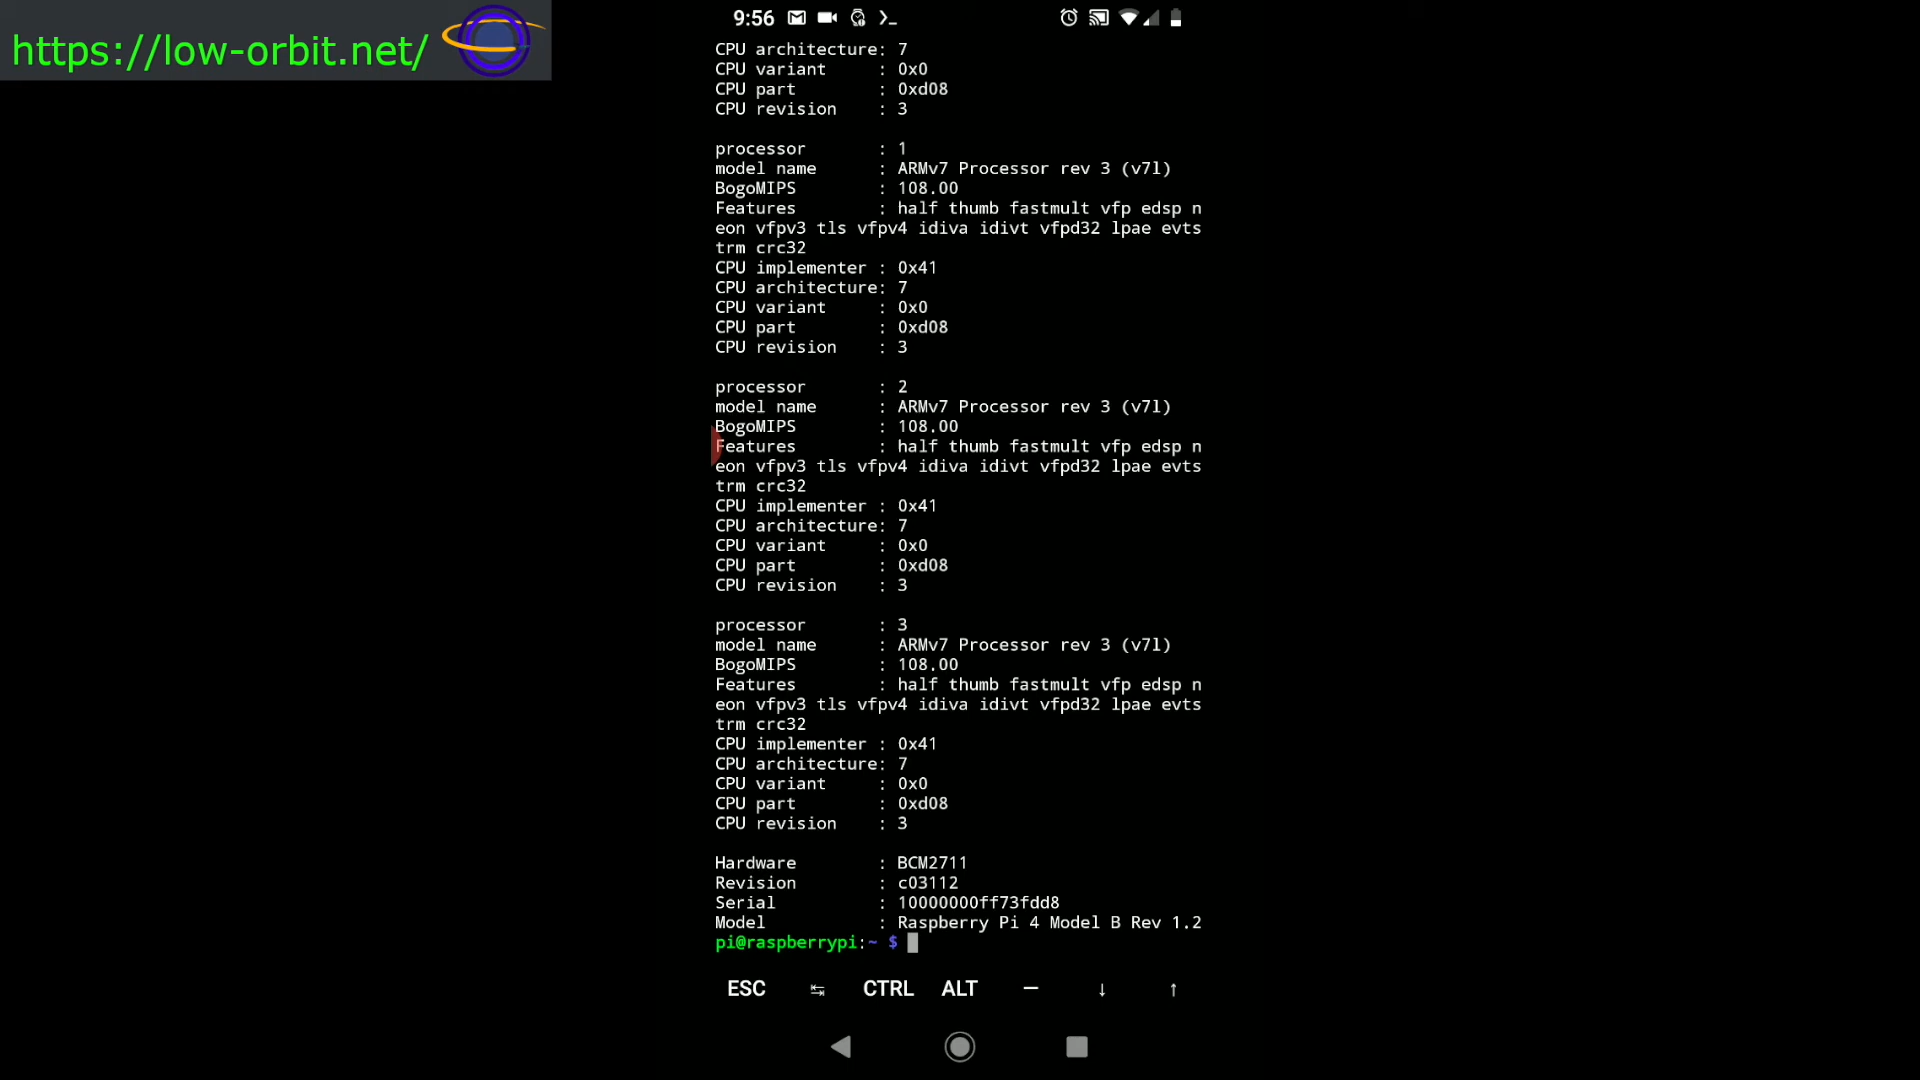 https://low-orbit.net/
9:56
CPU architecture: 7
CPU variant : 0x0
CPU part : 0xd08
CPU revision : 3
processor : 1
model name : ARMv7 Processor rev 3 (v7l)
BogoMIPS : 108.00
Features : half thumb fastmult vfp edsp n
eon vfpv3 tls vfpv4 idiva idivt vfpd32 lpae evts
trm crc32
CPU implementer : 0x41
CPU architecture: 7
CPU variant : 0x0
CPU part : 0xd08
CPU revision : 3
processor : 2
model name : ARMv7 Processor rev 3 (v7l)
BogoMIPS : 108.00
Features : half thumb fastmult vfp edsp n
eon vfpv3 tls vfpv4 idiva idivt vfpd32 lpae evts
trm crc32
CPU implementer : 0x41
CPU architecture: 7
CPU variant : 0x0
CPU part : 0xd08
CPU revision : 3
processor : 3
model name : ARMv7 Processor rev 3 (v7l)
BogoMIPS : 108.00
Features : half thumb fastmult vfp edsp n
eon vfpv3 tls vfpv4 idiva idivt vfpd32 lpae evts
trm crc32
CPU implementer : 0x41
CPU architecture: 7
CPU variant : 0x0
CPU part : 0xd08
CPU revision : 3
Hardware : BCM2711
Revision : c03112
Serial : 10000000ff73fdd8
Model : Raspberry Pi 4 Model B Rev 1.2
pi@raspberrypi:~ $
ESC ↹ CTRL ALT — ↓ ↑